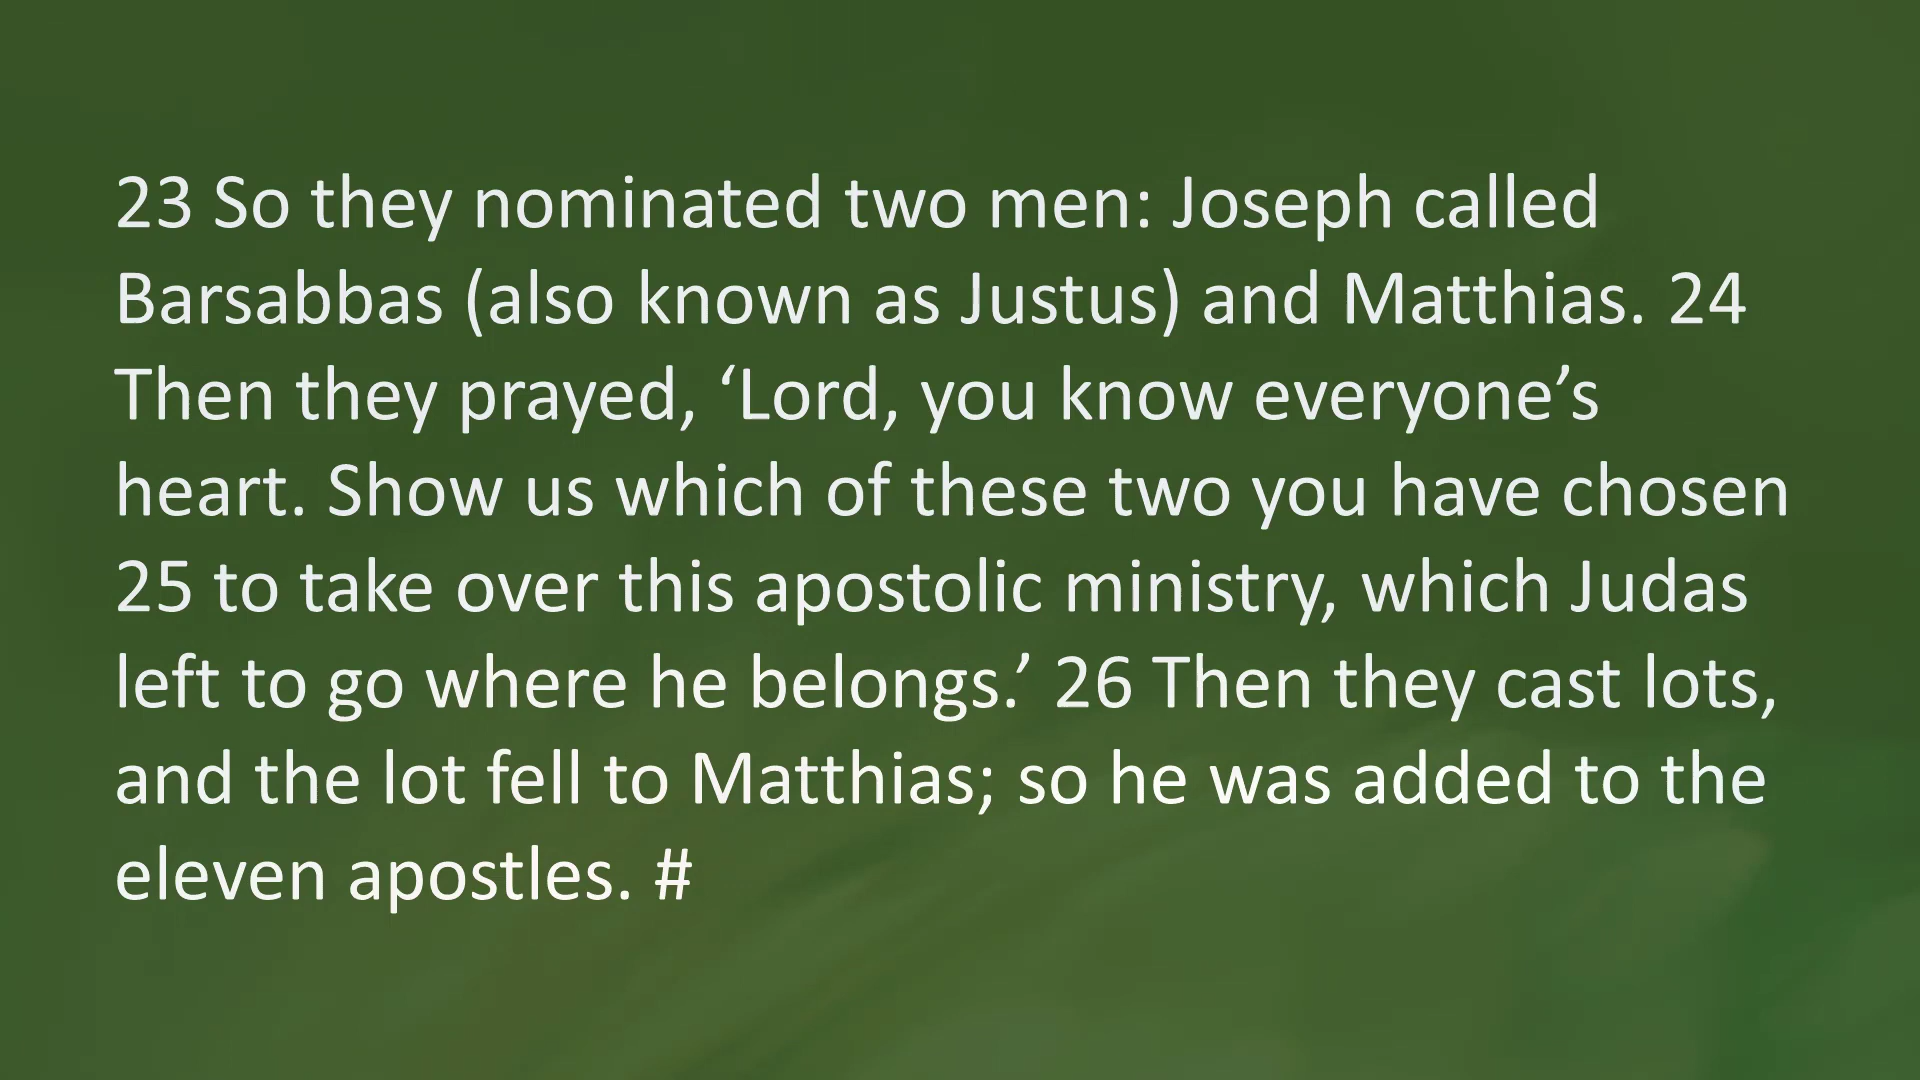 23 So they nominated two men: Joseph called
Barsabbas (also known as Justus) and Matthias. 24
Then they prayed, ‘Lord, you know everyone’s
heart. Show us which of these two you have chosen
25 to take over this apostolic ministry, which Judas
left to go where he belongs.’ 26 Then they cast lots,
and the lot fell to Matthias; so he was added to the
eleven apostles. #